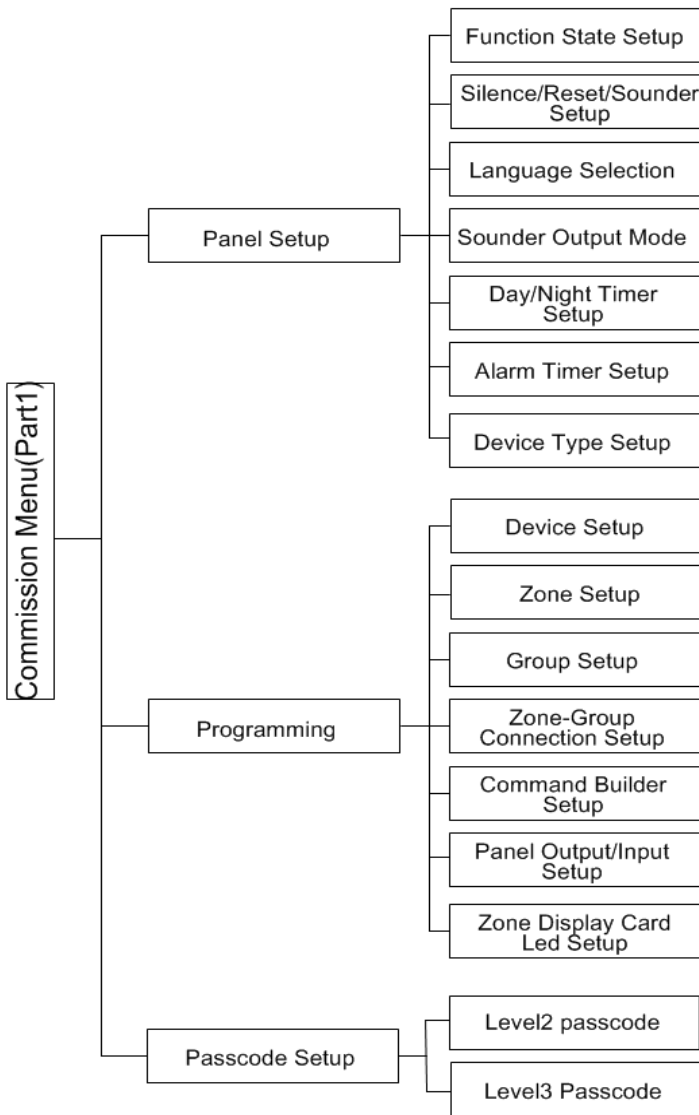 Commission Menu(Part1)
Panel Setup
Function State Setup
Silence/Reset/Sounder
Setup
Language Selection
Sounder Output Mode
Day/Night Timer
Setup
Alarm Timer Setup
Device Type Setup
Programming
Device Setup
Zone Setup
Group Setup
Zone-Group
Connection Setup
Command Builder
Setup
Panel Output/Input
Setup
Zone Display Card
Led Setup
Passcode Setup
Level2 passcode
Level3 Passcode